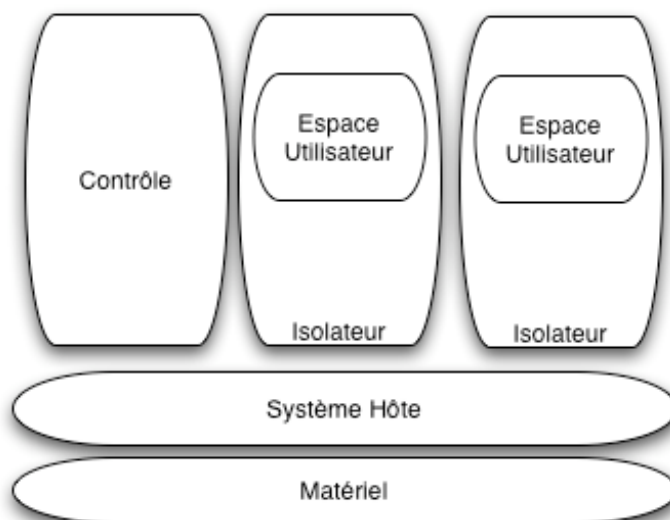 Contrôle
Espace
Utilisateur
Isolateur
Espace
Utilisateur
Isolateur
Système Hôte
Matériel